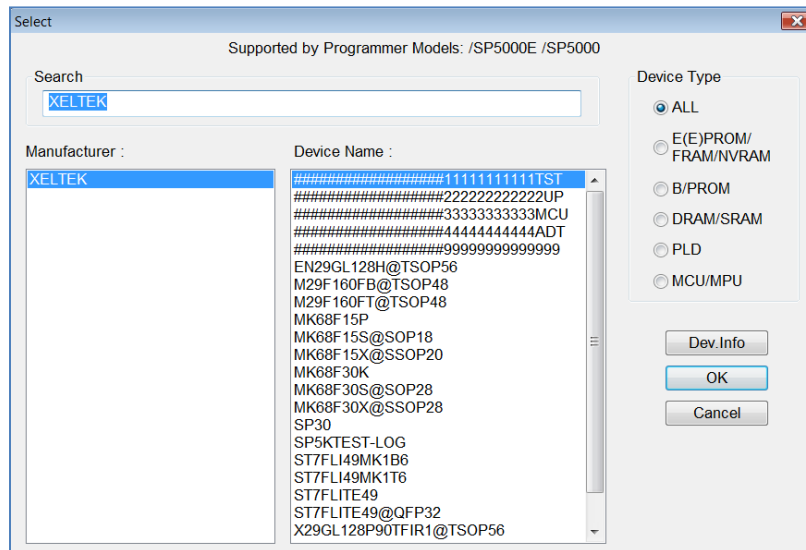 Select
Supported by Programmer Models: /SP5000E /SP5000
Search
XELTEK
Manufacturer :
XELTEK
Device Name :
##################11111111111TST
##################222222222222UP
##################33333333333MCU
##################44444444444ADT
##################99999999999999
EN29GL128H@TSOP56
M29F160FB@TSOP48
M29F160FT@TSOP48
MK68F15P
MK68F15S@SOP18
MK68F15X@SSOP20
MK68F30K
MK68F30S@SOP28
MK68F30X@SSOP28
SP30
SP5KTEST-LOG
ST7FLI49MK1B6
ST7FLI49MK1T6
ST7FLITE49
ST7FLITE49@QFP32
X29GL128P90TFIR1@TSOP56
Device Type
ALL
E(E)PROM/
FRAM/NVRAM
B/PROM
DRAM/SRAM
PLD
MCU/MPU
Dev.Info
OK
Cancel